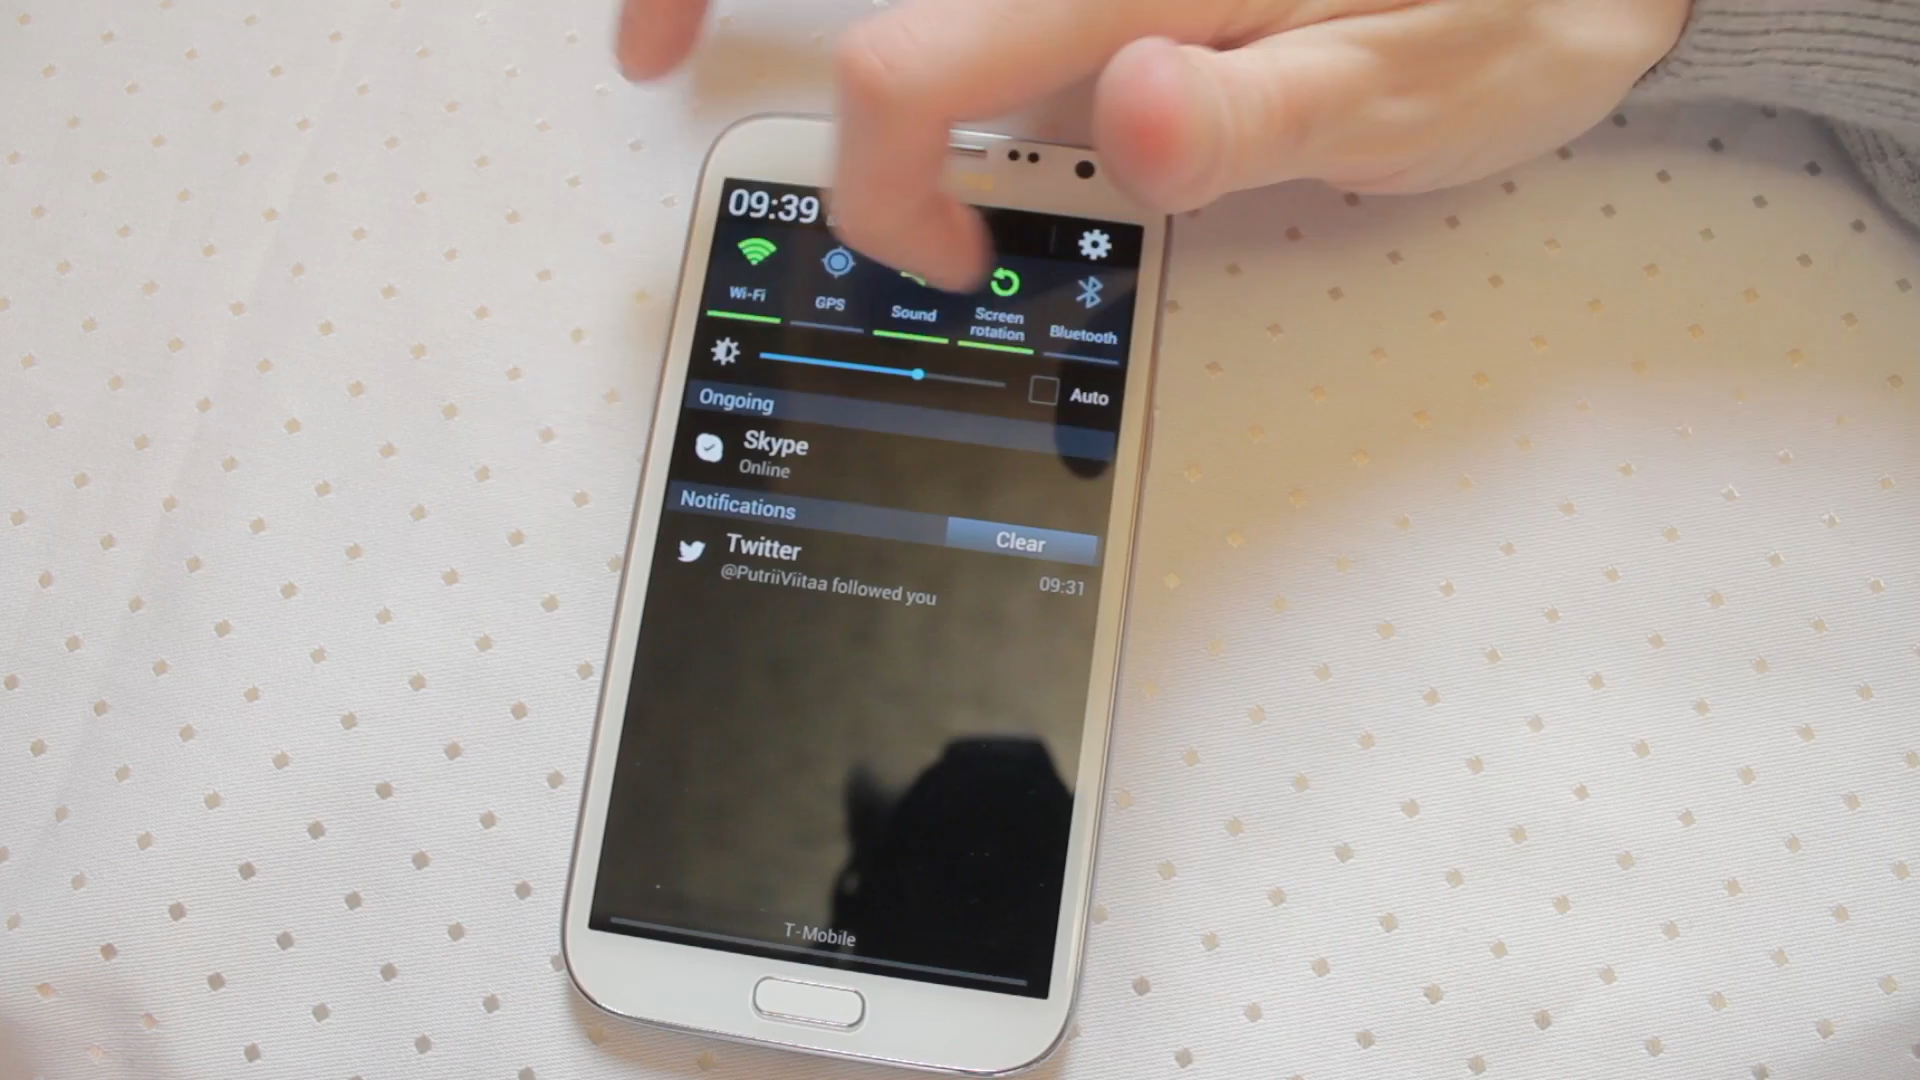 09:39
Wi-Fi
GPS
Sound
Screen
rotation
Bluetooth
Auto
Ongoing
Skype
Online
Notifications
Clear
Twitter
@PutriiViitaa followed you
09:31
T-Mobile